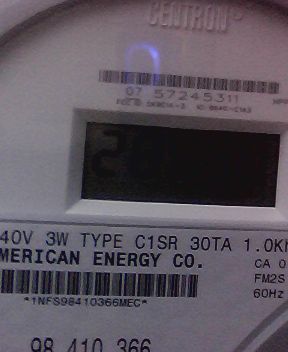 CENTRON
07 57245311
40V 3W TYPE C1SR 30TA 1.0K
MERICAN ENERGY CO.
CA 0
FM2S
60Hz
*1NFS98410366MEC*
98 410 366